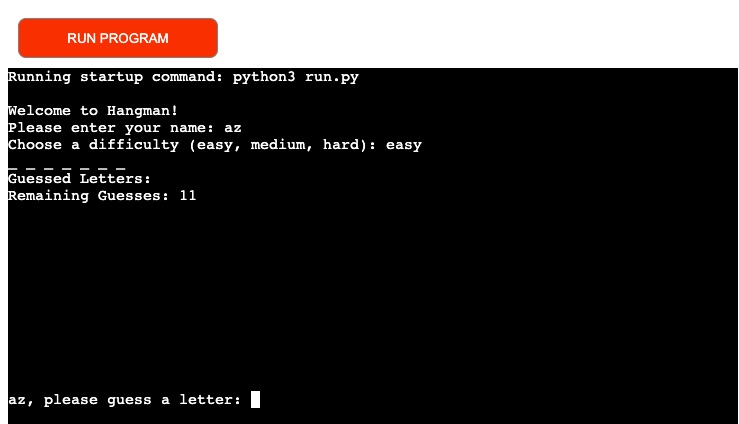 RUN PROGRAM
Running startup command: python3 run.py
Welcome to Hangman!
Please enter your name: az
Choose a difficulty (easy, medium, hard): easy
_ _ _ _ _ _ _
Guessed Letters:
Remaining Guesses: 11
az, please guess a letter: